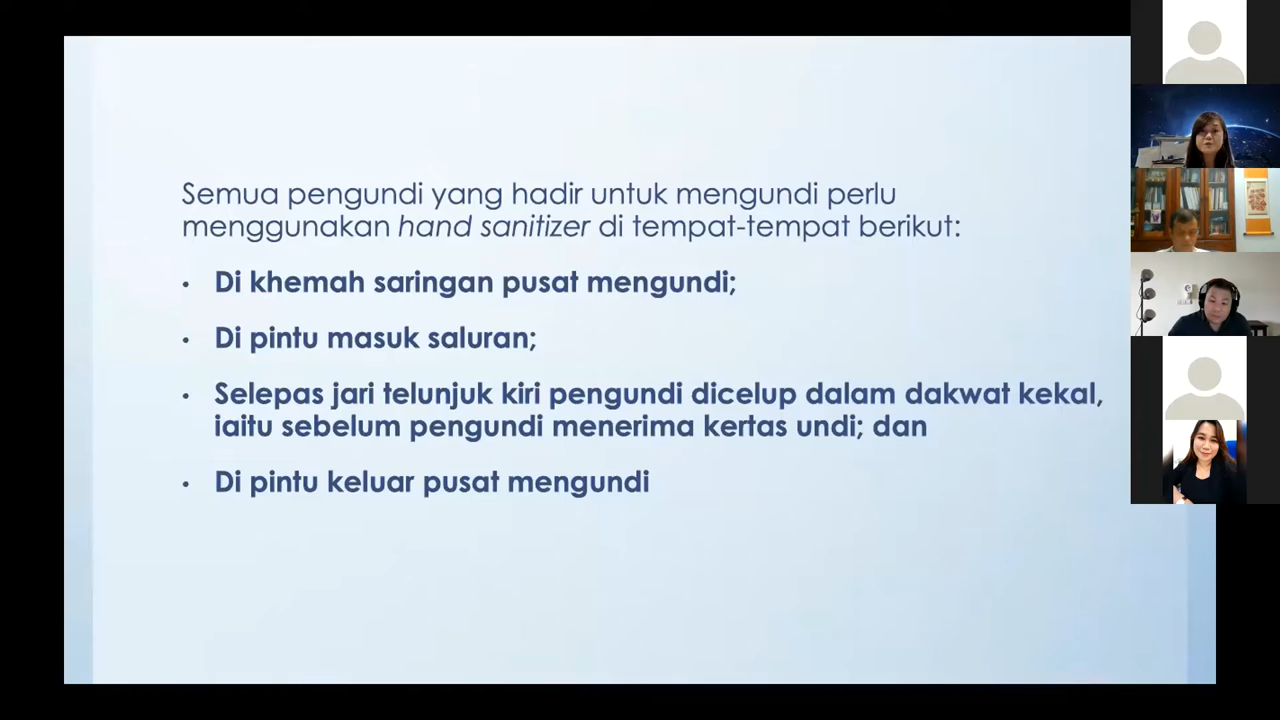 Semua pengundi yang hadir untuk mengundi perlu
menggunakan hand sanitizer di tempat-tempat berikut:
• Di khemah saringan pusat mengundi;
• Di pintu masuk saluran;
• Selepas jari telunjuk kiri pengundi dicelup dalam dakwat kekal,
iaitu sebelum pengundi menerima kertas undi; dan
• Di pintu keluar pusat mengundi